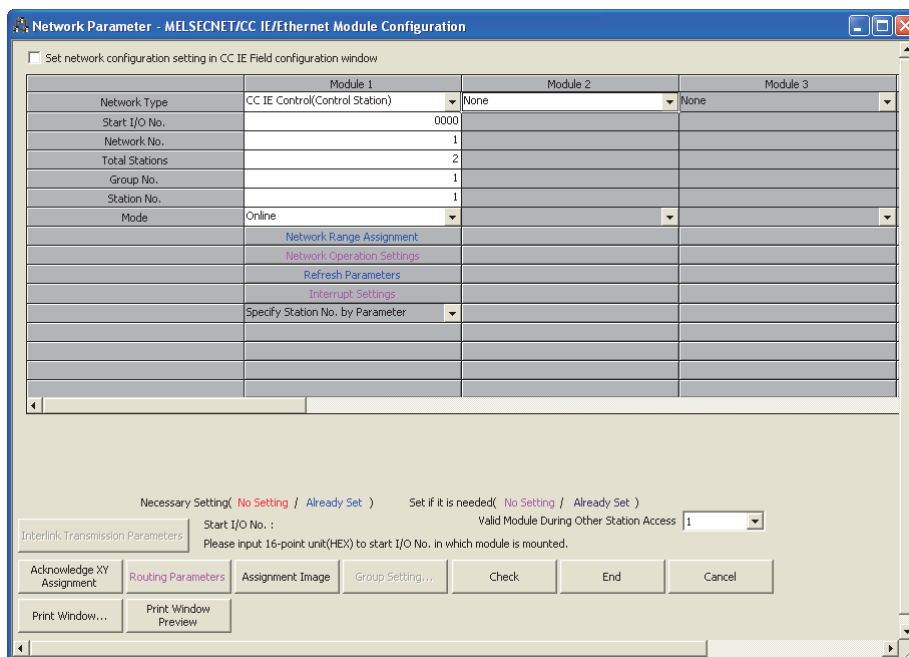 Network Parameter - MELSECNET/CC IE/Ethernet Module Configuration
Set network configuration setting in CC IE Field configuration window
Module 1 Module 2 Module 3
Network Type CC IE Control(Control Station) None None
Start I/O No. 0000
Network No. 1
Total Stations 2
Group No. 1
Station No. 1
Mode Online
Network Range Assignment
Network Operation Settings
Refresh Parameters
Interrupt Settings
Specify Station No. by Parameter
Necessary Setting( No Setting / Already Set ) Set if it is needed( No Setting / Already Set )
Interlink Transmission Parameters
Start I/O No. :
Valid Module During Other Station Access 1
Please input 16-point unit(HEX) to start I/O No. in which module is mounted.
Acknowledge XY
Assignment
Routing Parameters Assignment Image Group Setting... Check End Cancel
Print Window...
Print Window
Preview